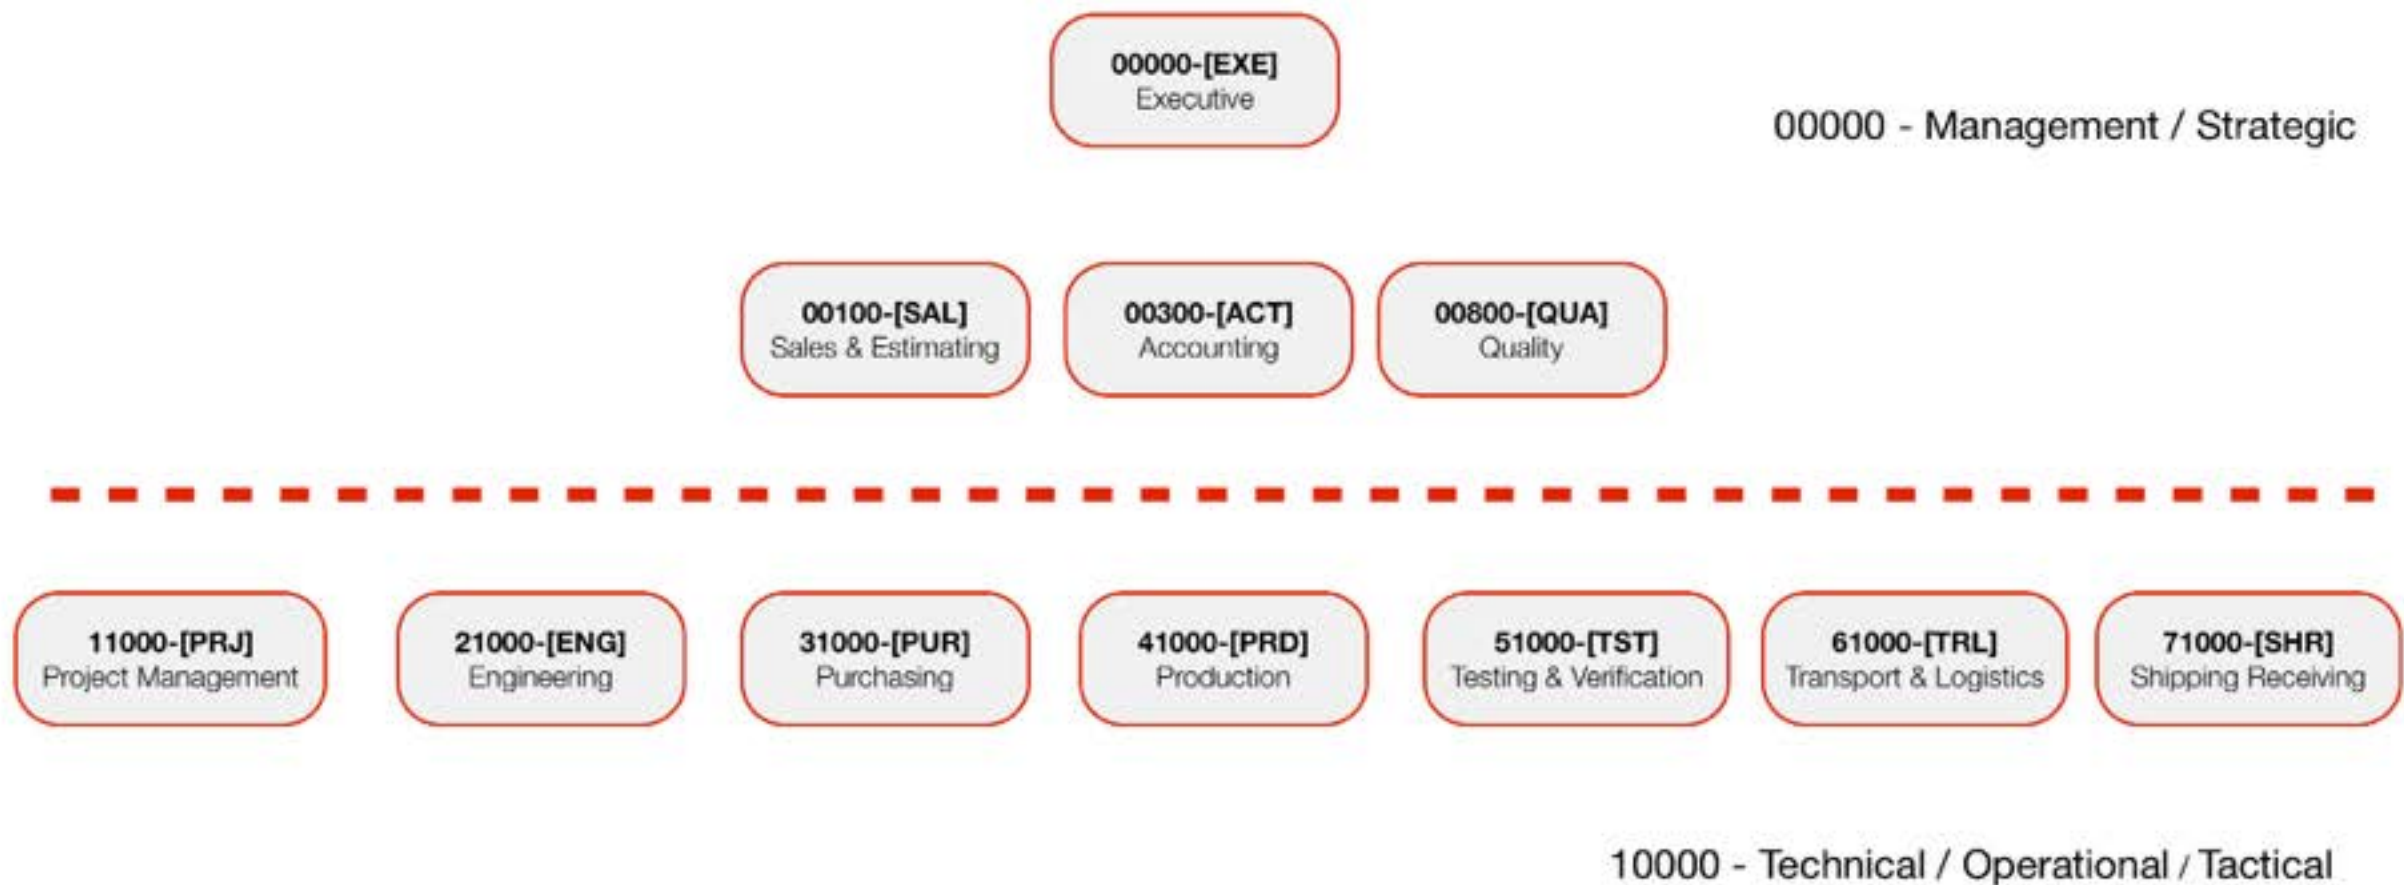 00000-[EXE]
Executive
00000 - Management / Strategic
00100-[SAL]
Sales & Estimating
00300-[ACT]
Accounting
00800-[QUA]
Quality
11000-[PRJ]
Project Management
21000-[ENG]
Engineering
31000-[PUR]
Purchasing
41000-[PRD]
Production
51000-[TST]
Testing & Verification
61000-[TRL]
Transport & Logistics
71000-[SHR]
Shipping Receiving
10000 - Technical / Operational / Tactical